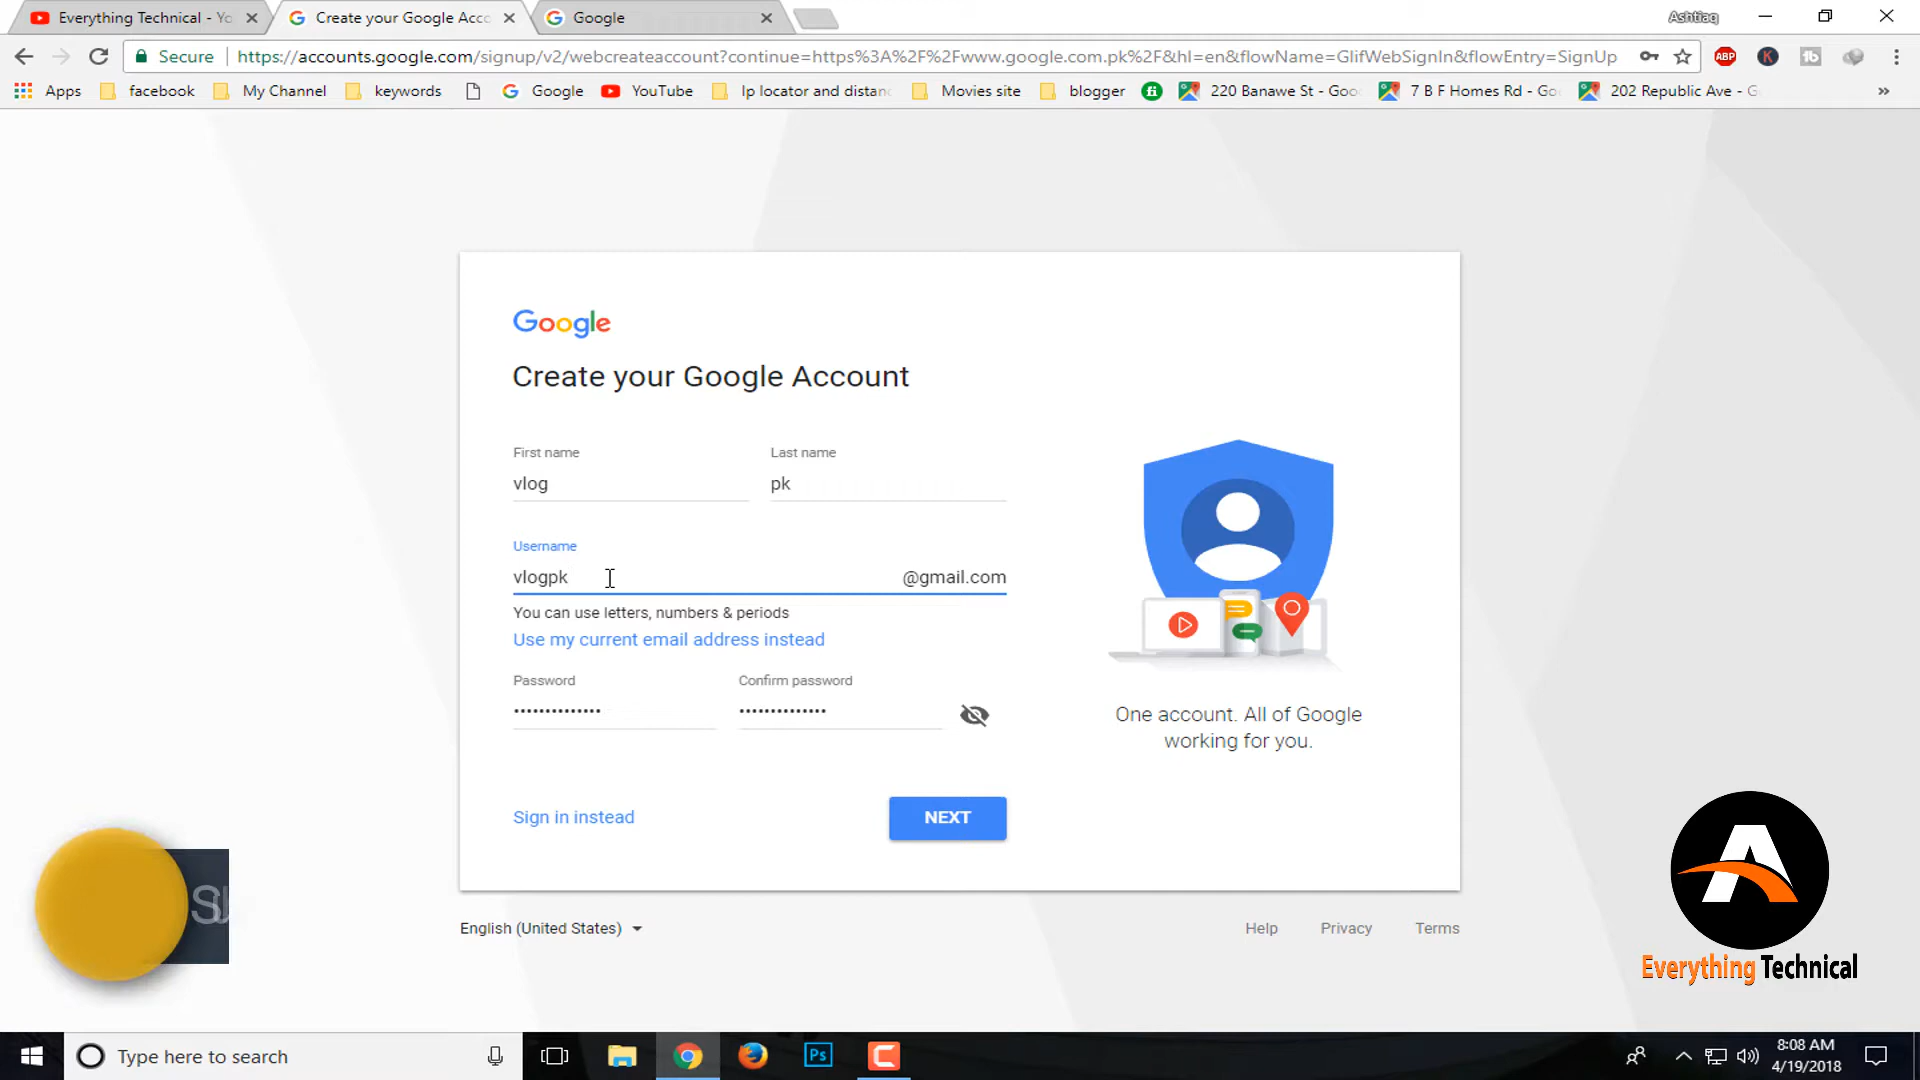 Everything Technical - Yo
Create your Google Acco
Google
Ashtiaq
Secure
https://accounts.google.com/signup/v2/webcreateaccount?continue=https%3A%2F%2Fwww.google.com.pk%2F&hl=en&flowName=GlifWebSignIn&flowEntry=SignUp
ABP
K
tb
Apps
facebook
My Channel
keywords
Google
YouTube
Ip locator and distanc
Movies site
blogger
fi
220 Banawe St - Goo
7 B F Homes Rd - Go
202 Republic Ave - G
»
Google
Create your Google Account
First name
Last name
vlog
pk
Username
vlogpk
@gmail.com
You can use letters, numbers & periods
Use my current email address instead
Password
Confirm password
One account. All of Google
working for you.
Sign in instead
NEXT
English (United States)
Help
Privacy
Terms
A
Everything Technical
Type here to search
Ps
8:08 AM
4/19/2018